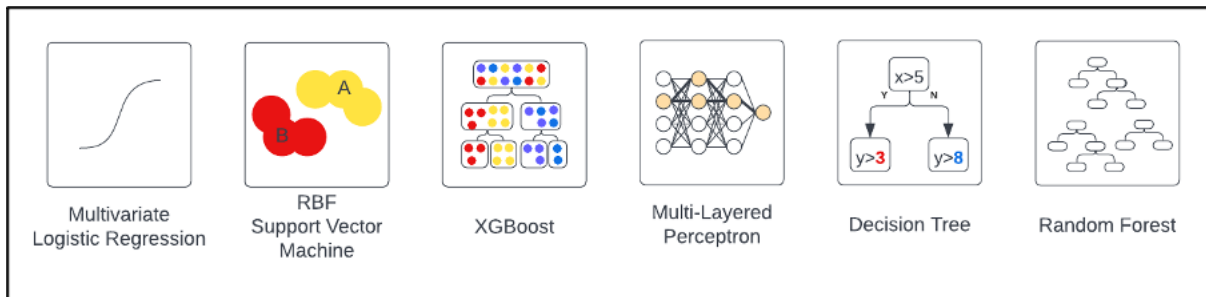 A
B
x>5
Y
N
y>3
y>8
Multivariate
Logistic Regression
RBF
Support Vector
Machine
XGBoost
Multi-Layered
Perceptron
Decision Tree
Random Forest